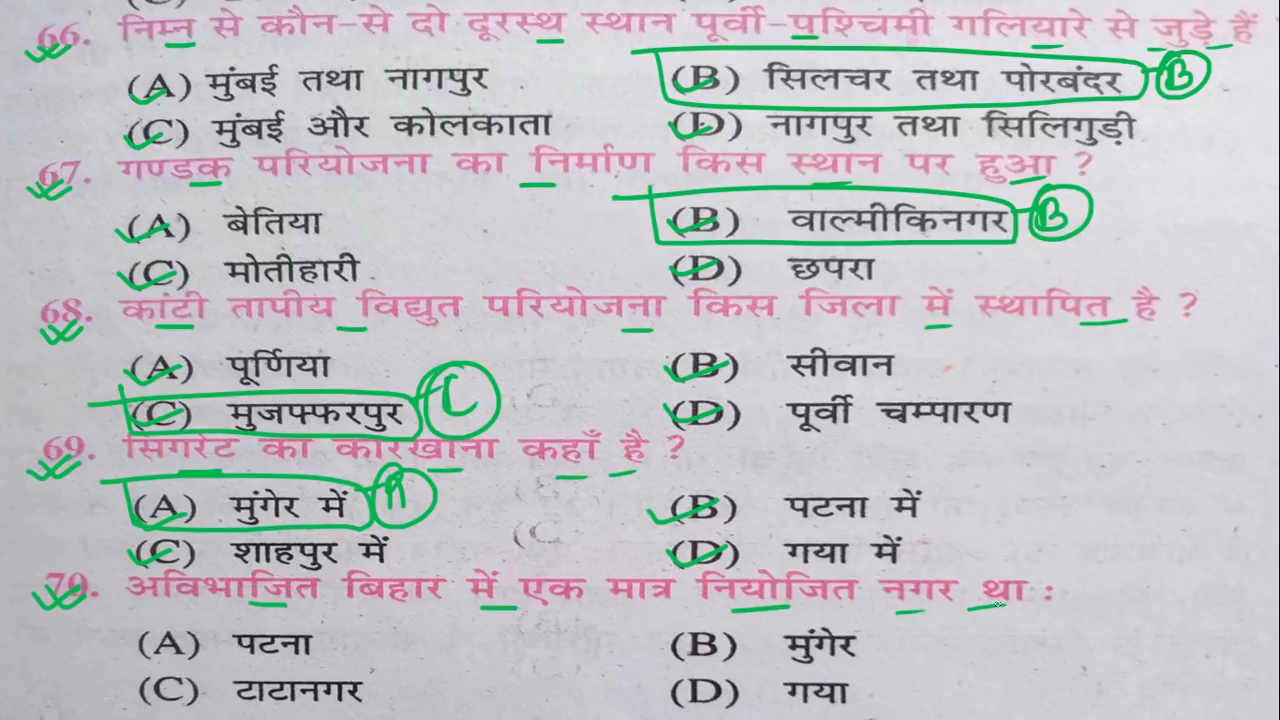 66. निम्न से कौन-से दो दूरस्थ स्थान पूर्वी-पश्चिमी गलियारे से जुड़े हैं
(A) मुंबई तथा नागपुर (B) सिलचर तथा पोरबंदर B
(C) मुंबई और कोलकाता (D) नागपुर तथा सिलिगुड़ी
67. गण्डक परियोजना का निर्माण किस स्थान पर हुआ ?
(A) बेतिया (B) वाल्मीकिनगर B
(C) मोतीहारी (D) छपरा
68. कांटी तापीय विद्युत परियोजना किस जिला में स्थापित है ?
(A) पूर्णिया (B) सीवान
(C) मुजफ्फरपुर C (D) पूर्वी चम्पारण
69. सिगरेट का कारखाना कहाँ है ?
(A) मुंगेर में A (B) पटना में
(C) शाहपुर में (D) गया में
70. अविभाजित बिहार में एक मात्र नियोजित नगर था :
(A) पटना (B) मुंगेर
(C) टाटानगर (D) गया